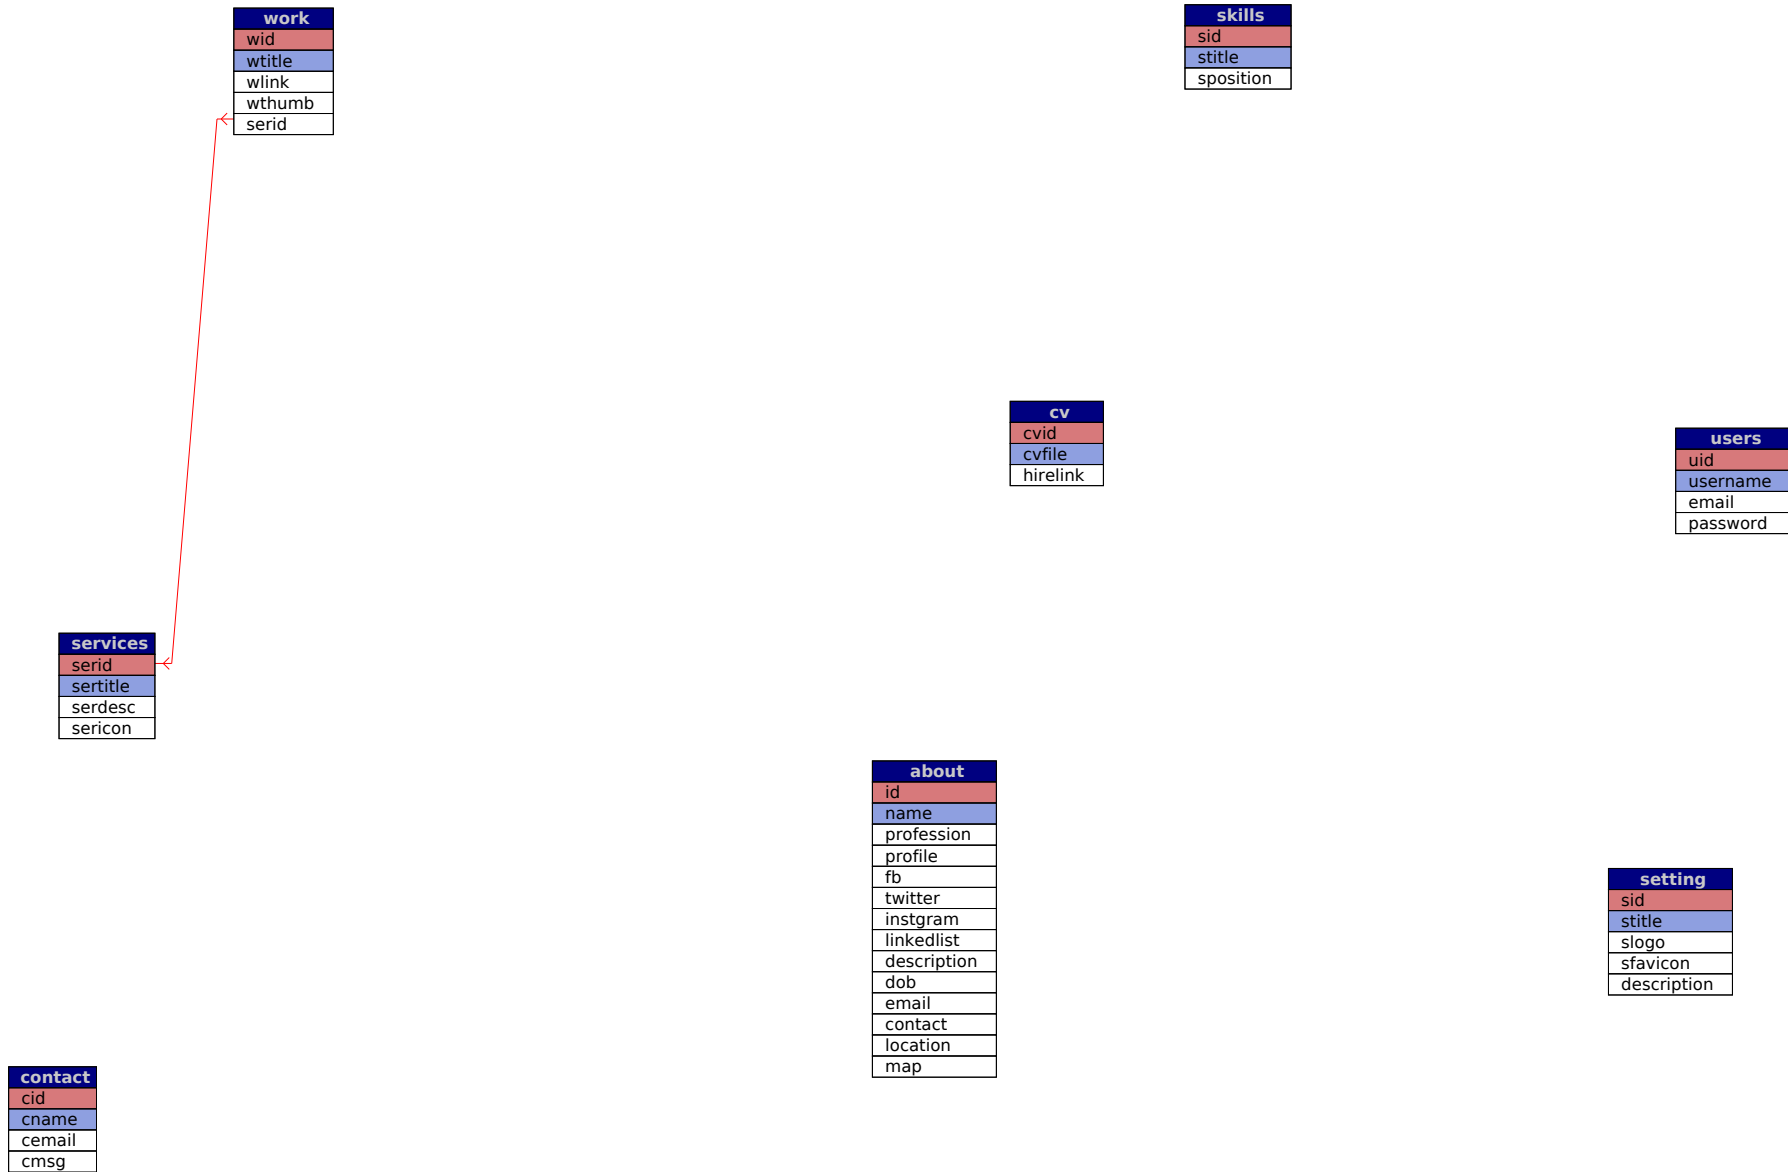 work
wid
wtitle
wlink
wthumb
serid
skills
sid
stitle
sposition
cv
cvid
cvfile
hirelink
users
uid
username
email
password
services
serid
sertitle
serdesc
sericon
about
id
name
profession
profile
fb
twitter
instgram
linkedlist
description
dob
email
contact
location
map
setting
sid
stitle
slogo
sfavicon
description
contact
cid
cname
cemail
cmsg